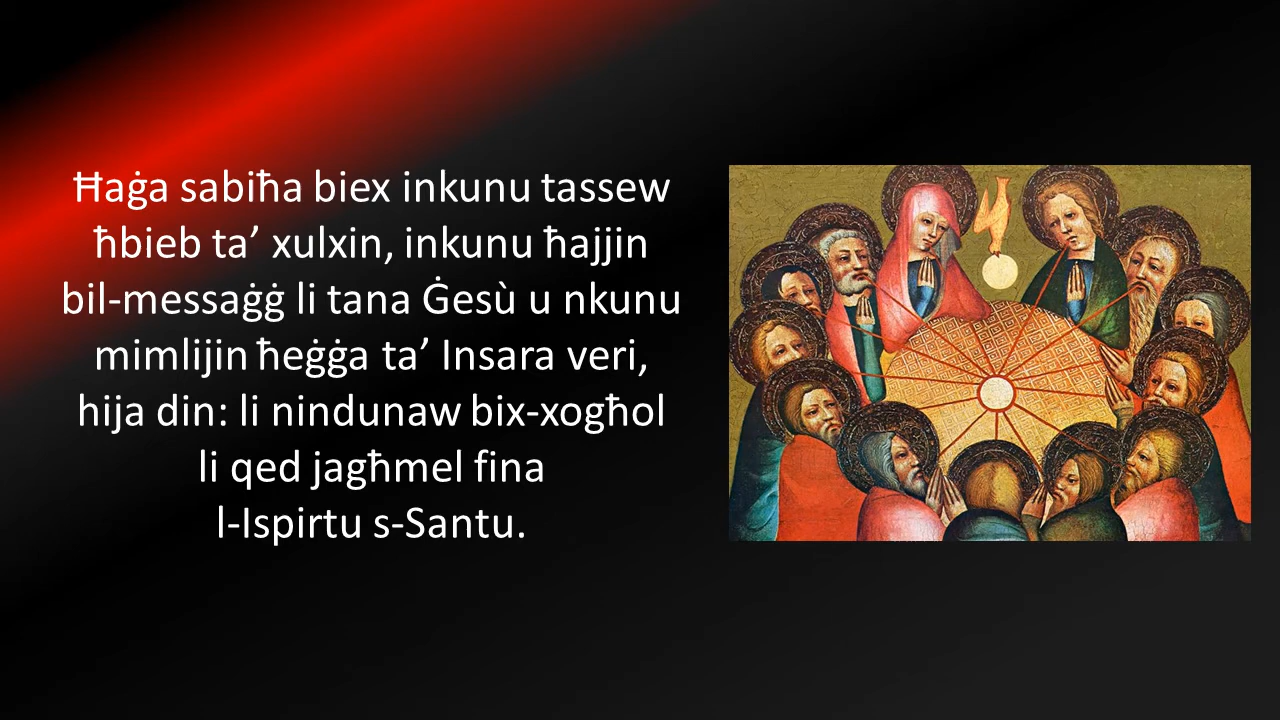 Ħaġa sabiħa biex inkunu tassew
ħbieb ta’ xulxin, inkunu ħajjin
bil-messaġġ li tana Ġesù u nkunu
mimlijin ħeġġa ta’ Insara veri,
hija din: li nindunaw bix-xogħol
li qed jagħmel fina
l-Ispirtu s-Santu.